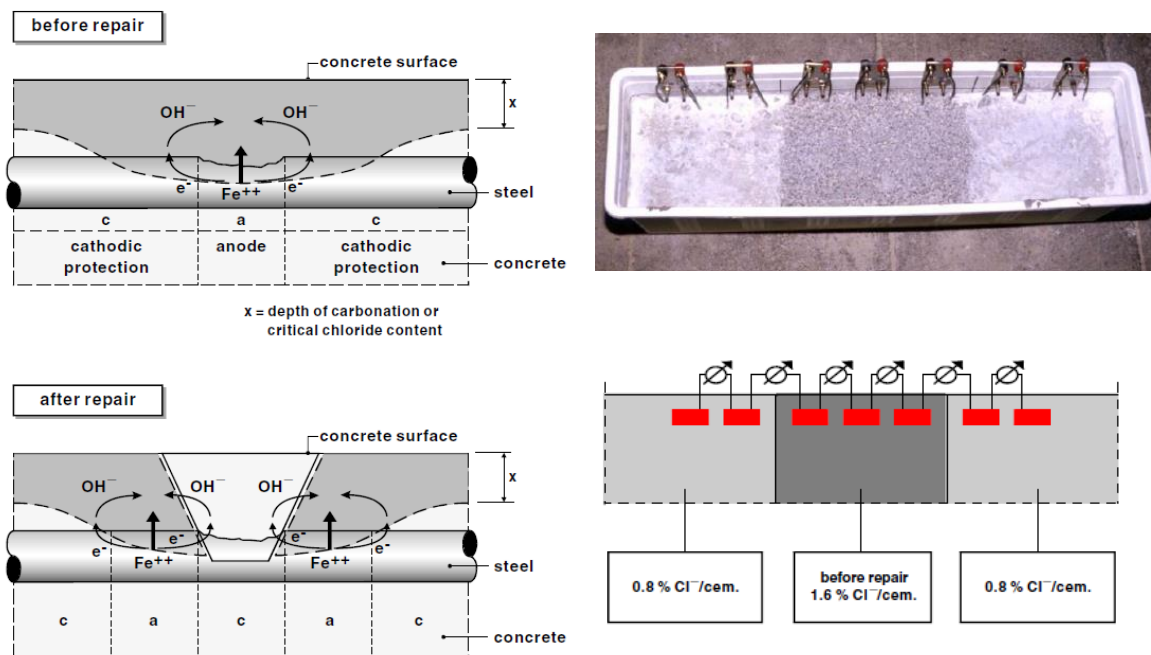 before repair
concrete surface
x
OH⁻ OH⁻
e- Fe⁺⁺ e-
steel
c a c
cathodic protection
anode
cathodic protection
concrete
x = depth of carbonation or
critical chloride content
after repair
concrete surface
x
OH⁻ OH⁻ OH⁻
e- e- e- e-
Fe⁺⁺ Fe⁺⁺
steel
c a c a c
concrete
0.8 % Cl⁻/cem.
before repair
1.6 % Cl⁻/cem.
0.8 % Cl⁻/cem.